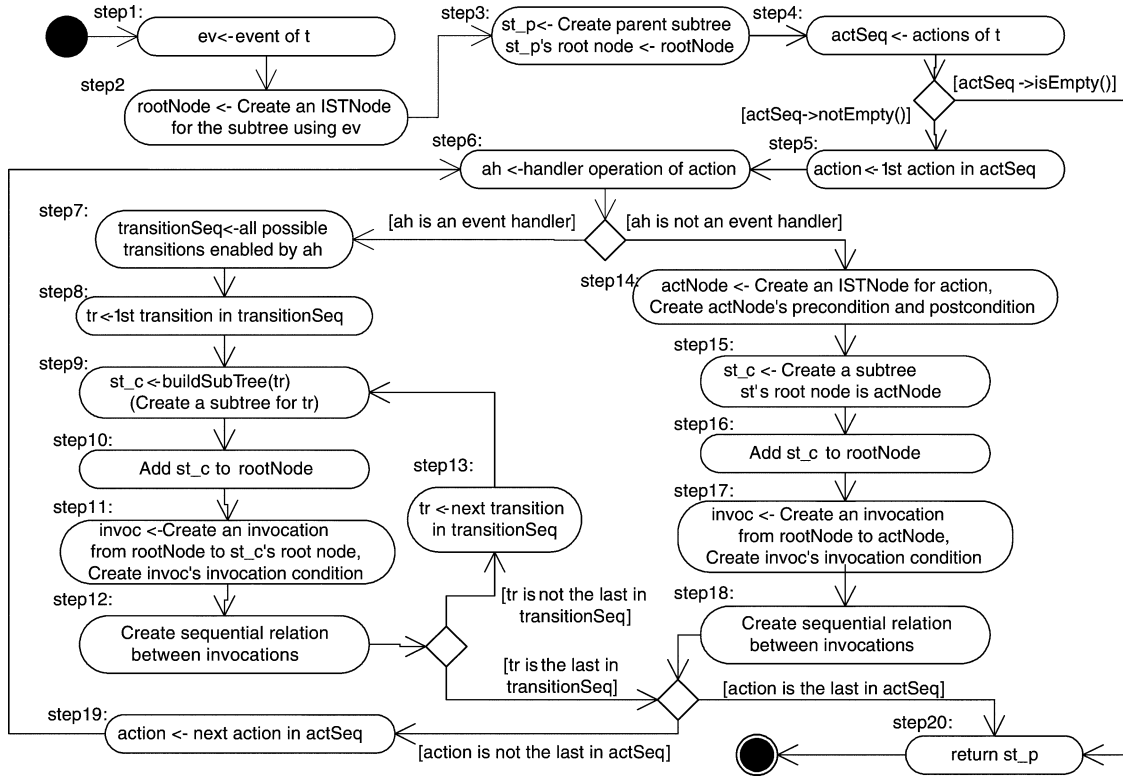 step1:
ev<-event of t
step2
rootNode <- Create an ISTNode
for the subtree using ev
step3
st_p<- Create parent subtree
st_p's root node <- rootNode
step4:
actSeq <- actions of t
[actSeq ->isEmpty()]
[actSeq->notEmpty()]
step5:
action<-1st action in actSeq
step6:
ah <-handler operation of action
[ah is an event handler]
[ah is not an event handler]
step7:
transitionSeq<-all possible
transitions enabled by ah
step8:
tr<-1st transition in transitionSeq
step9:
st_c<-buildSubTree(tr)
(Create a subtree for tr)
step10:
Add st_c to rootNode
step11:
invoc <-Create an invocation
from rootNode to st_c's root node,
Create invoc's invocation condition
step12:
Create sequential relation
between invocations
step13:
tr <-next transition
in transitionSeq
[tr is not the last in
transitionSeq]
[tr is the last in
transitionSeq]
step14:
actNode <- Create an ISTNode for action,
Create actNode's precondition and postcondition
step15:
st_c <- Create a subtree
st's root node is actNode
step16:
Add st_c to rootNode
step17:
invoc <- Create an invocation
from rootNode to actNode,
Create invoc's invocation condition
step18:
Create sequential relation
between invocations
[action is the last in actSeq]
[action is not the last in actSeq]
step19:
action <- next action in actSeq
step20:
return st_p